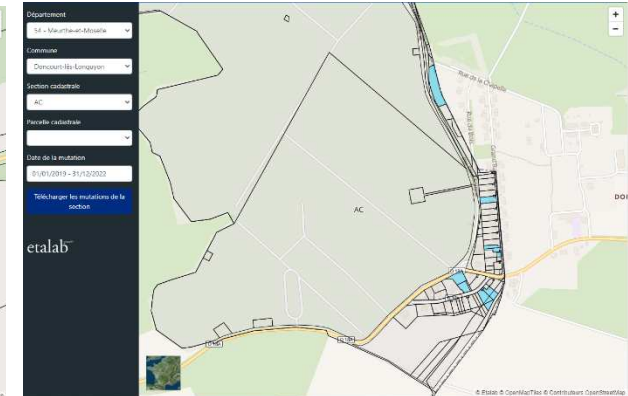 Département
54 - Meurthe-et-Moselle
Commune
Doncourt-lès-Longuyon
Section cadastrale
AC
Parcelle cadastrale
Date de la mutation
01/01/2019 - 31/12/2022
Télécharger les mutations de la
section
etalab
+
−
Rue de la Chapelle
AC
© Etalab © OpenMapTiles © Contributeurs OpenStreetMap